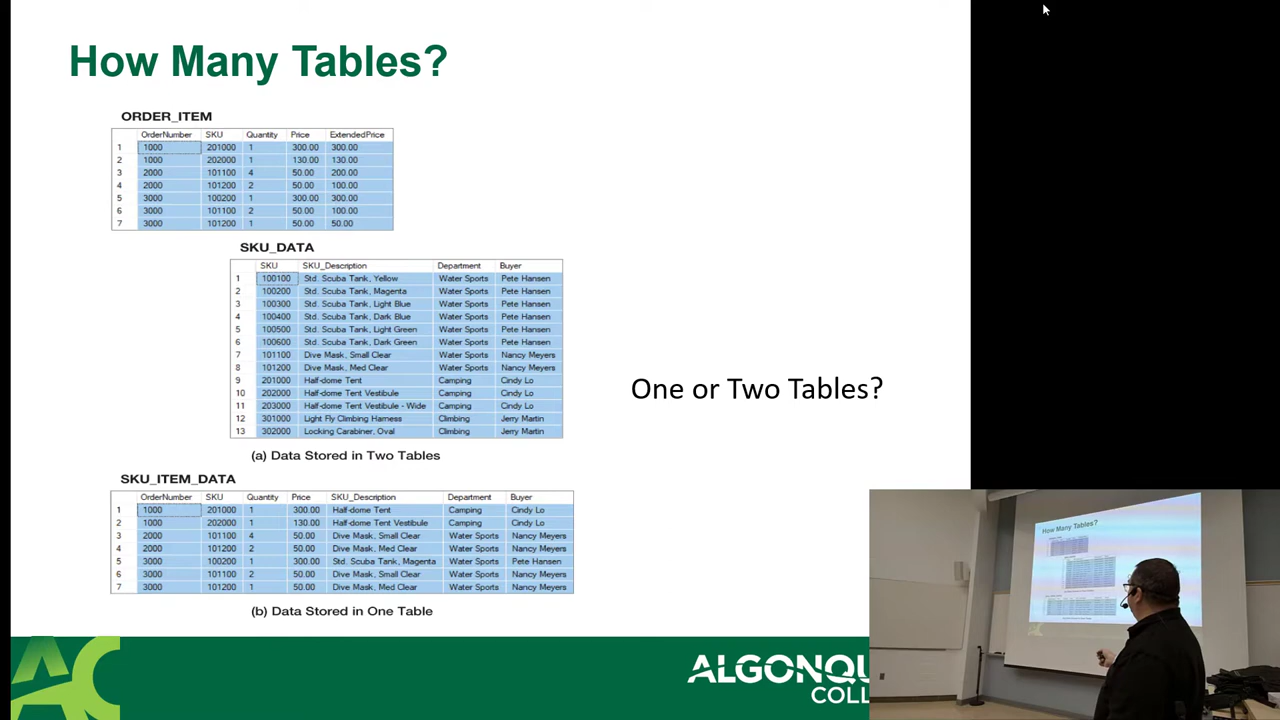 How Many Tables?
ORDER_ITEM
OrderNumber SKU Quantity Price ExtendedPrice
1 1000 201000 1 300.00 300.00
2 1000 202000 1 130.00 130.00
3 2000 101100 4 50.00 200.00
4 2000 101200 2 50.00 100.00
5 3000 100200 1 300.00 300.00
6 3000 101100 2 50.00 100.00
7 3000 101200 1 50.00 50.00
SKU_DATA
SKU SKU_Description Department Buyer
1 100100 Std. Scuba Tank, Yellow Water Sports Pete Hansen
2 100200 Std. Scuba Tank, Magenta Water Sports Pete Hansen
3 100300 Std. Scuba Tank, Light Blue Water Sports Pete Hansen
4 100400 Std. Scuba Tank, Dark Blue Water Sports Pete Hansen
5 100500 Std. Scuba Tank, Light Green Water Sports Pete Hansen
6 100600 Std. Scuba Tank, Dark Green Water Sports Pete Hansen
7 101100 Dive Mask, Small Clear Water Sports Nancy Meyers
8 101200 Dive Mask, Med Clear Water Sports Nancy Meyers
9 201000 Half-dome Tent Camping Cindy Lo
10 202000 Half-dome Tent Vestibule Camping Cindy Lo
11 203000 Half-dome Tent Vestibule - Wide Camping Cindy Lo
12 301000 Light Fly Climbing Harness Climbing Jerry Martin
13 302000 Locking Carabiner, Oval Climbing Jerry Martin
(a) Data Stored in Two Tables
One or Two Tables?
SKU_ITEM_DATA
OrderNumber SKU Quantity Price SKU_Description Department Buyer
1 1000 201000 1 300.00 Half-dome Tent Camping Cindy Lo
2 1000 202000 1 130.00 Half-dome Tent Vestibule Camping Cindy Lo
3 2000 101100 4 50.00 Dive Mask, Small Clear Water Sports Nancy Meyers
4 2000 101200 2 50.00 Dive Mask, Med Clear Water Sports Nancy Meyers
5 3000 100200 1 300.00 Std. Scuba Tank, Magenta Water Sports Pete Hansen
6 3000 101100 2 50.00 Dive Mask, Small Clear Water Sports Nancy Meyers
7 3000 101200 1 50.00 Dive Mask, Med Clear Water Sports Nancy Meyers
(b) Data Stored in One Table
AC
ALGONQU
COLL
How Many Tables?